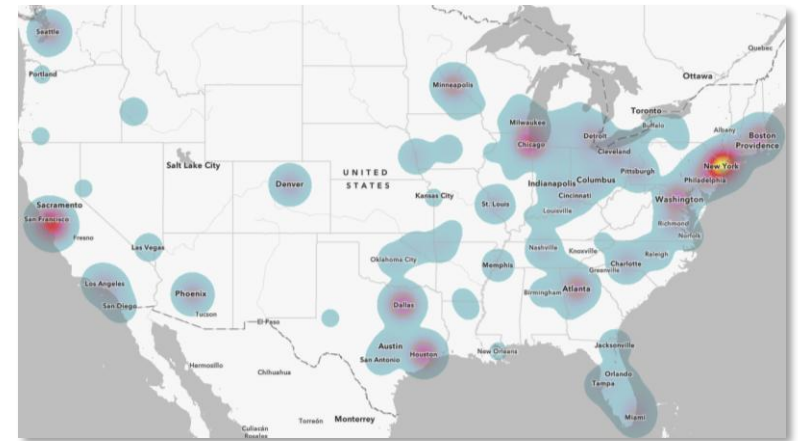 Seattle
Portland
Quebec
Ottawa
Minneapolis
Toronto
Buffalo
Albany
Boston
Providence
Milwaukee
Detroit
Chicago
Cleveland
New York
Pittsburgh
Philadelphia
Salt Lake City
UNITED
STATES
Denver
Indianapolis
Columbus
Kansas City
St. Louis
Cincinnati
Washington
Louisville
Sacramento
San Francisco
Fresno
Richmond
Norfolk
Las Vegas
Nashville
Knoxville
Raleigh
Oklahoma City
Memphis
Charlotte
Greenville
Los Angeles
San Diego
Phoenix
Tucson
Birmingham
Atlanta
Dallas
El Paso
Austin
San Antonio
Houston
New Orleans
Jacksonville
Hermosillo
Chihuahua
Orlando
Tampa
Miami
Torreón
Monterrey
Culiacán
Rosales